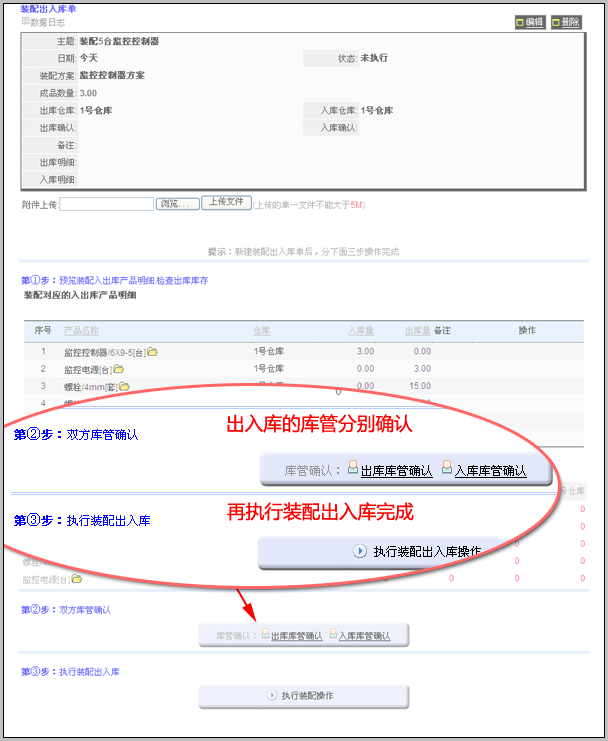 装配出入库单
数据日志
编辑 删除
主题: 装配5台监控控制器
日期: 今天 状态: 未执行
装配方案: 监控控制器方案
成品数量: 3.00
出库仓库: 1号仓库 入库仓库: 1号仓库
出库确认: 入库确认:
备注:
出库明细:
入库明细:
附件上传: 浏览... 上传文件 (上传的单一文件不能大于5M)
提示：新建装配出入库单后，分下面三步操作完成
第①步：预览装配入出库产品明细,检查出库库存
装配对应的入出库产品明细
序号 产品名称 仓库 入库量 出库量 备注 操作
1 监控控制器/6X9-5[台] 1号仓库 3.00 0.00
2 监控电源[台] 1号仓库 0.00 3.00
3 螺栓/4mm[套] 1号仓库 0.00 15.00
4
出入库的库管分别确认
第②步：双方库管确认
库管确认： 出库库管确认 入库库管确认
号仓库
再执行装配出入库完成
第③步：执行装配出入库
0
0
执行装配出入库操作
0 0
0 0
监控电源[台] 0 0 0
第②步：双方库管确认
库管确认： 出库库管确认 入库库管确认
第③步：执行装配出入库
执行装配操作